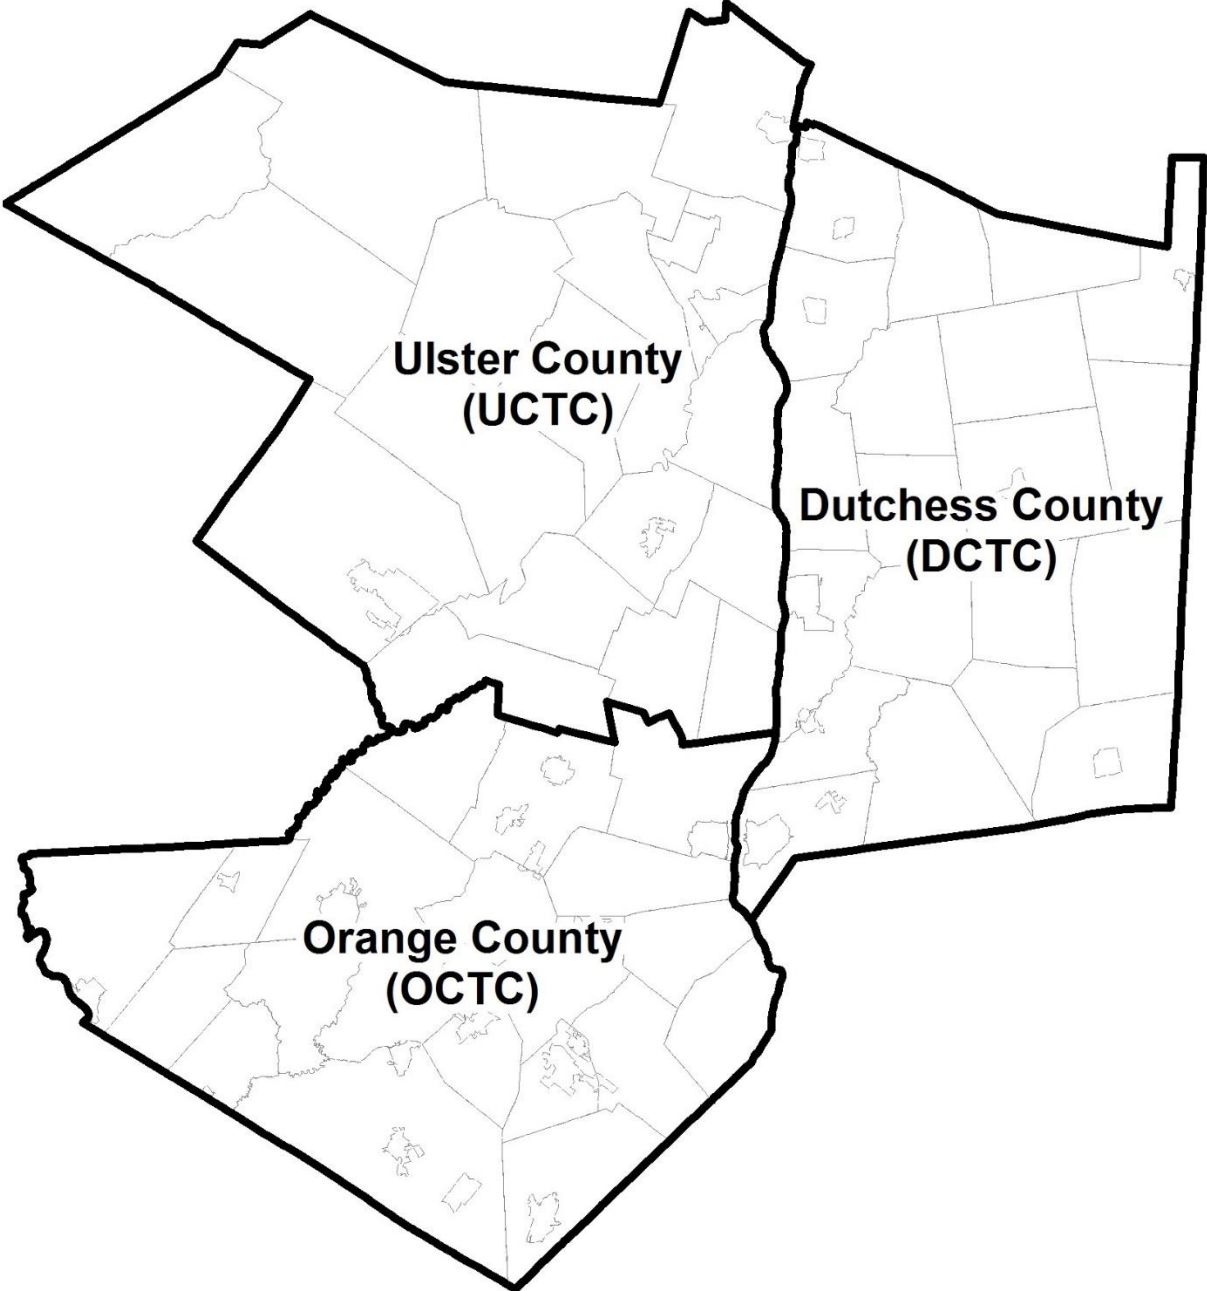 Ulster County
(UCTC)
Dutchess County
(DCTC)
Orange County
(OCTC)